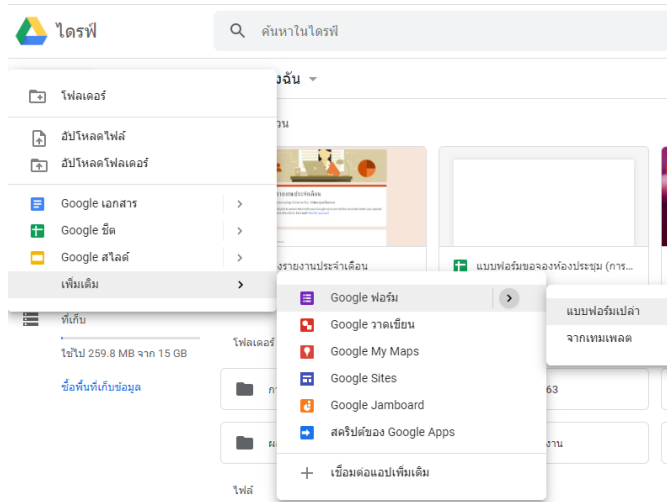 ไดรฟ์
ค้นหาในไดรฟ์
โฟลเดอร์
อัปโหลดไฟล์
อัปโหลดโฟลเดอร์
Google เอกสาร
Google ชีต
Google สไลด์
เพิ่มเติม
แบบฟอร์มขอจองห้องประชุม (การ...
งรายงานประจำเดือน
Google ฟอร์ม
Google วาดเขียน
Google My Maps
Google Sites
Google Jamboard
สคริปต์ของ Google Apps
เชื่อมต่อแอปเพิ่มเติม
แบบฟอร์มเปล่า
จากเทมเพลต
ที่เก็บ
ใช้ไป 259.8 MB จาก 15 GB
ซื้อพื้นที่เก็บข้อมูล
โฟลเดอร์
63
งาน
ไฟล์